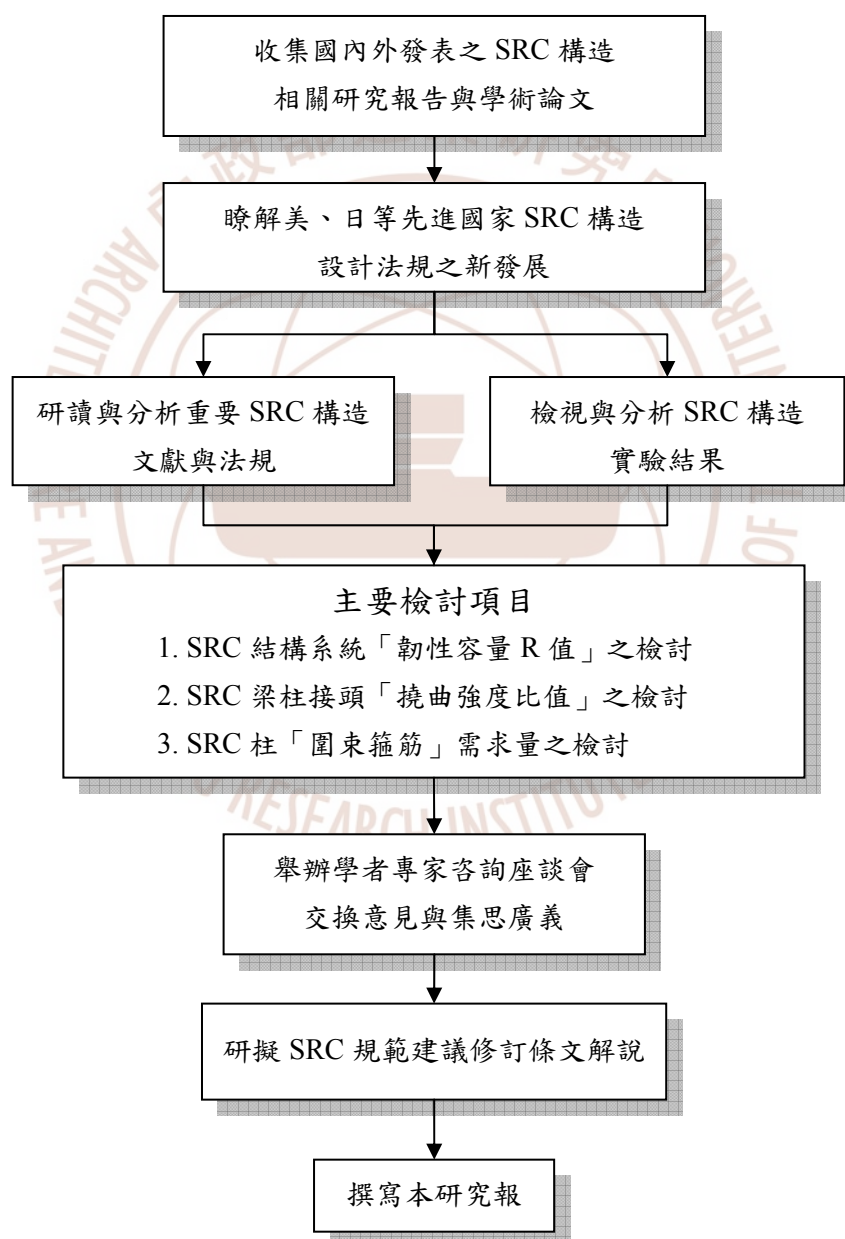 收集國內外發表之 SRC 構造
相關研究報告與學術論文
瞭解美、日等先進國家 SRC 構造
設計法規之新發展
研讀與分析重要 SRC 構造
文獻與法規
檢視與分析 SRC 構造
實驗結果
主要檢討項目
1. SRC 結構系統「韌性容量 R 值」之檢討
2. SRC 梁柱接頭「撓曲強度比值」之檢討
3. SRC 柱「圍束箍筋」需求量之檢討
舉辦學者專家咨詢座談會
交換意見與集思廣義
研擬 SRC 規範建議修訂條文解說
撰寫本研究報
RESEARCH INSTITU